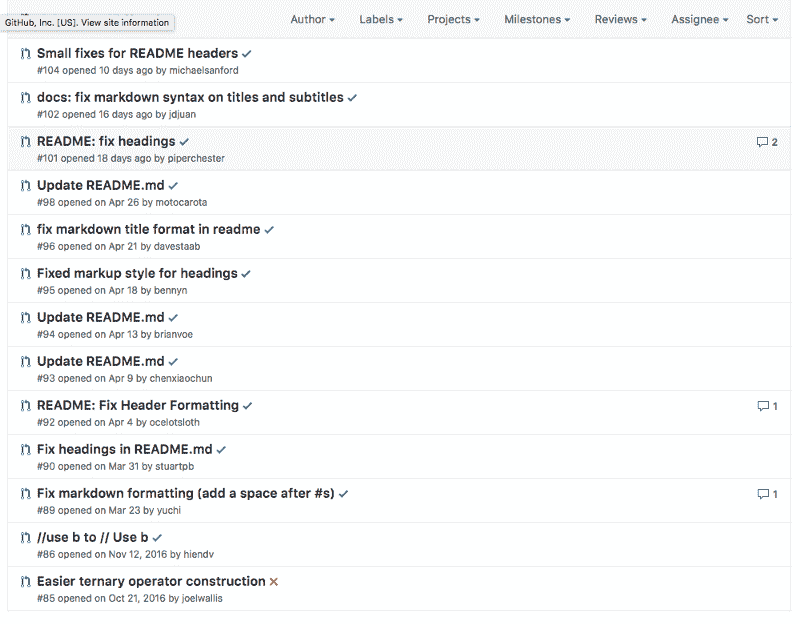 GitHub, Inc. [US]. View site information
Author Labels Projects Milestones Reviews Assignee Sort
Small fixes for README headers
#104 opened 10 days ago by michaelsanford
docs: fix markdown syntax on titles and subtitles
#102 opened 16 days ago by jdjuan
README: fix headings 2
#101 opened 18 days ago by piperchester
Update README.md
#98 opened on Apr 26 by motocarota
fix markdown title format in readme
#96 opened on Apr 21 by davestaab
Fixed markup style for headings
#95 opened on Apr 18 by bennyn
Update README.md
#94 opened on Apr 13 by brianvoe
Update README.md
#93 opened on Apr 9 by chenxiaochun
README: Fix Header Formatting 1
#92 opened on Apr 4 by ocelotsloth
Fix headings in README.md
#90 opened on Mar 31 by stuartpb
Fix markdown formatting (add a space after #s) 1
#89 opened on Mar 23 by yuchi
//use b to // Use b
#86 opened on Nov 12, 2016 by hiendv
Easier ternary operator construction
#85 opened on Oct 21, 2016 by joelwallis